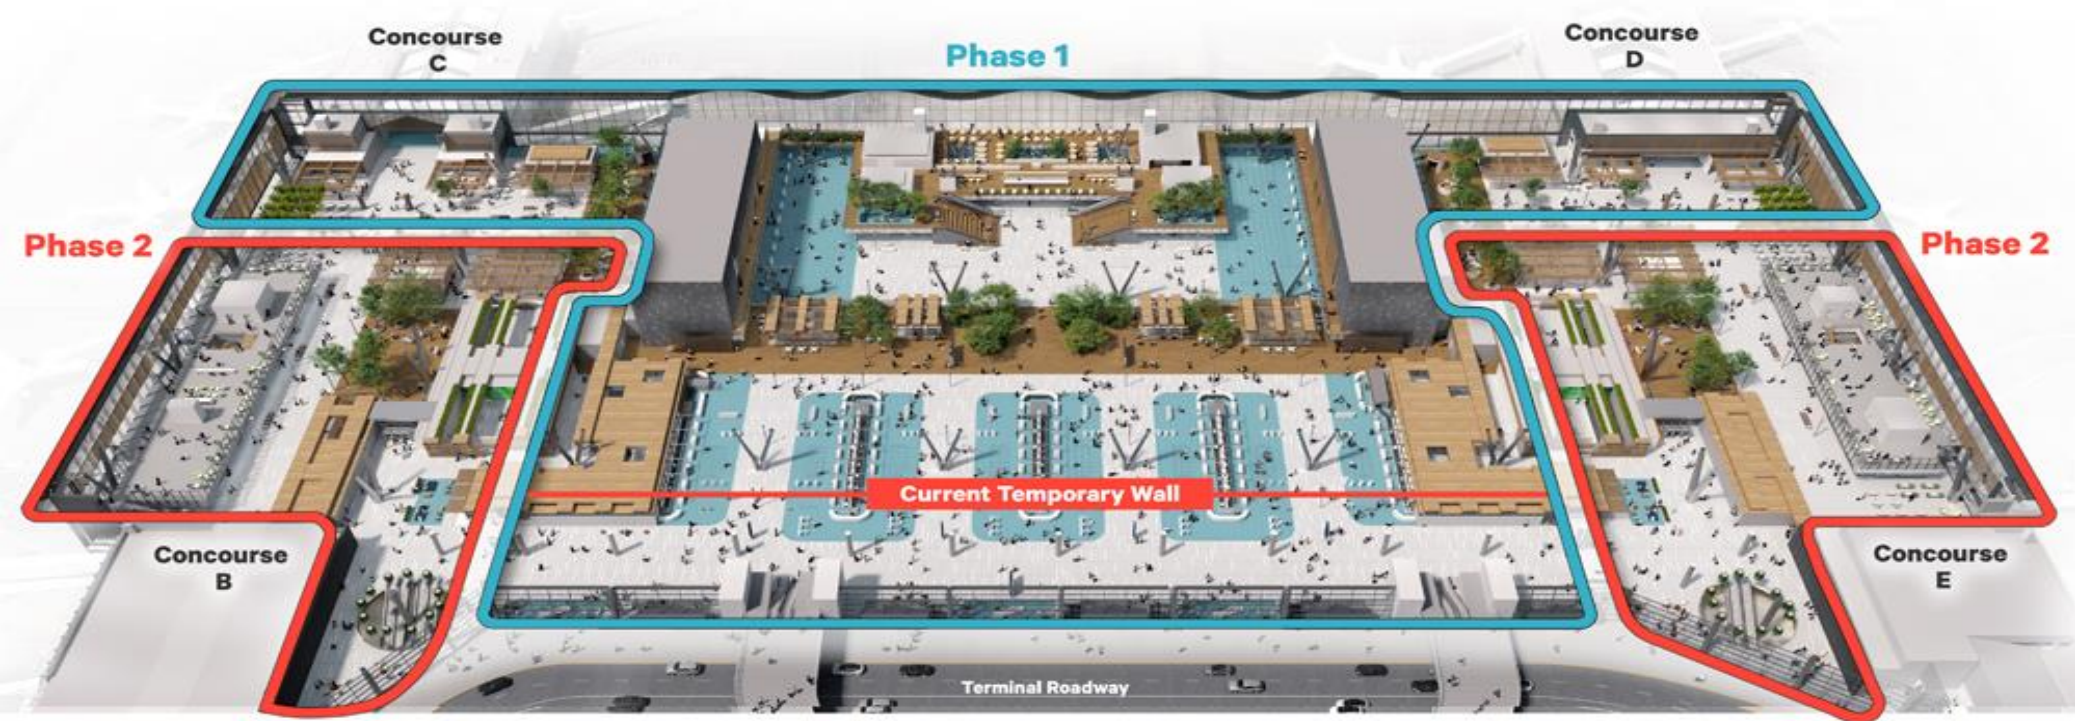 Concourse
C
Phase 1
Concourse
D
Phase 2
Phase 2
Current Temporary Wall
Concourse
B
Concourse
E
Terminal Roadway